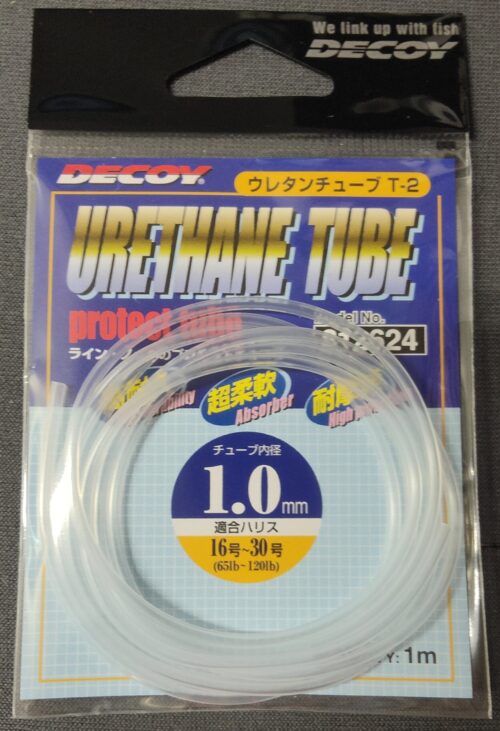 We link up with fish
DECOY
DECOY®
ウレタンチューブ T-2
URETHANE TUBE
protect tube
Model No.
超柔軟
Absorber
チューブ内径
1.0mm
適合ハリス
16号~30号
(65lb~120lb)
1m